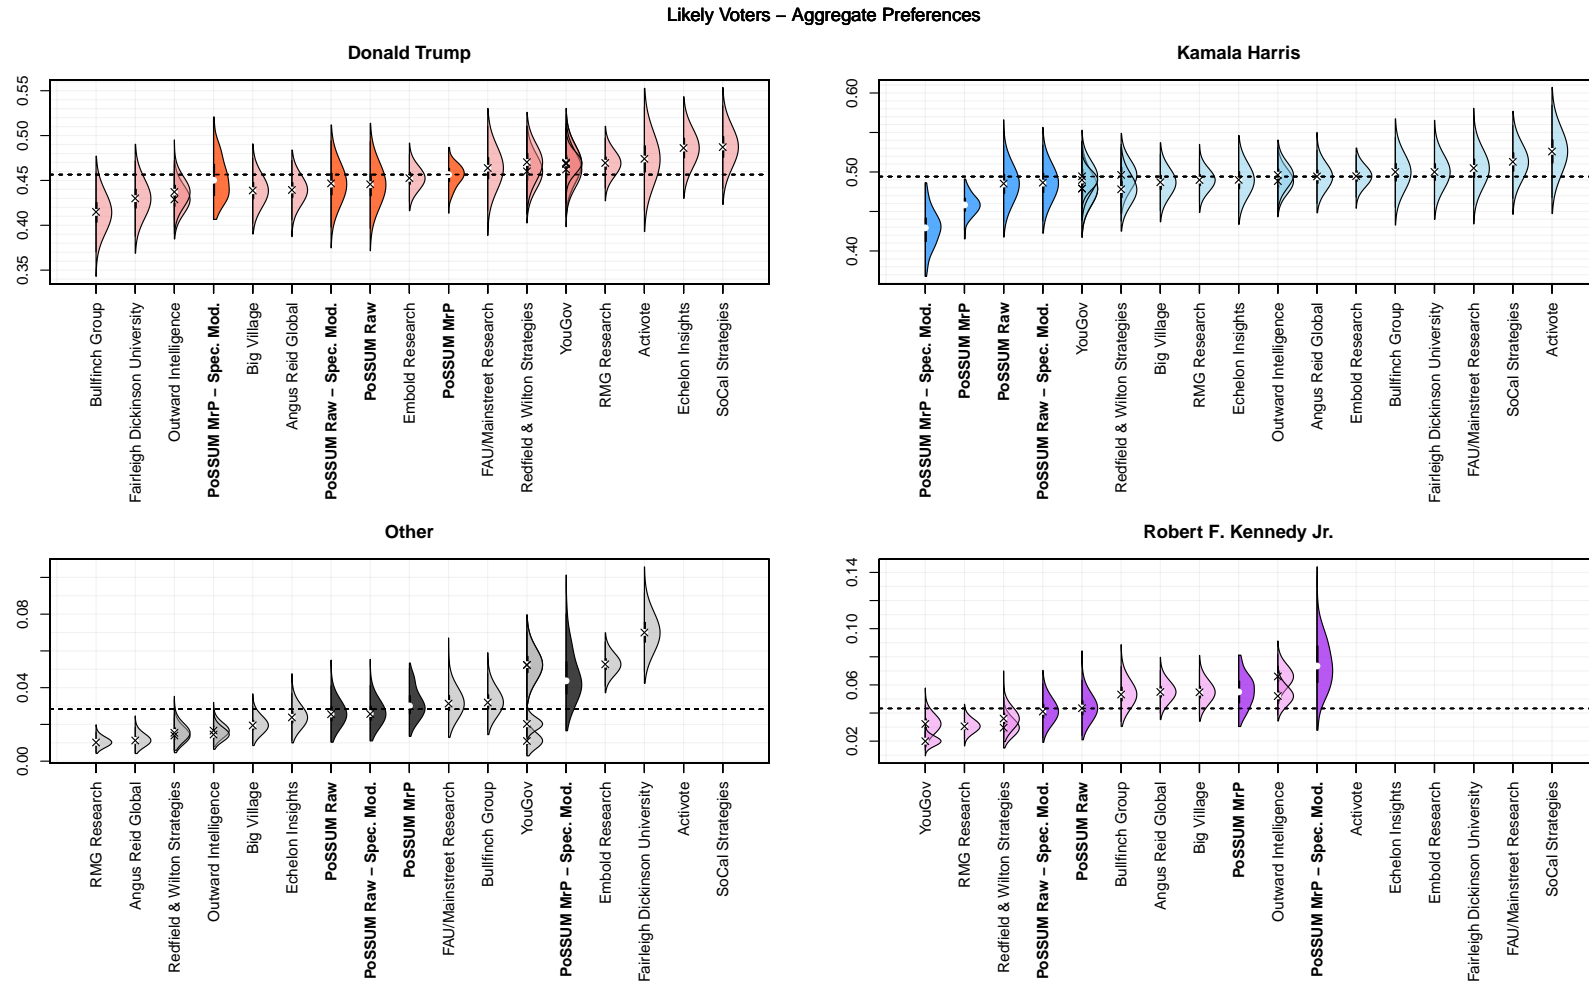 Likely Voters – Aggregate Preferences
Donald Trump
0.35
0.40
0.45
0.50
0.55
Bullfinch Group
Fairleigh Dickinson University
Outward Intelligence
PoSSUM MrP – Spec. Mod.
Big Village
Angus Reid Global
PoSSUM Raw – Spec. Mod.
PoSSUM Raw
Embold Research
PoSSUM MrP
FAU/Mainstreet Research
Redfield & Wilton Strategies
YouGov
RMG Research
Activote
Echelon Insights
SoCal Strategies
Kamala Harris
0.40
0.50
0.60
PoSSUM MrP – Spec. Mod.
PoSSUM MrP
PoSSUM Raw
PoSSUM Raw – Spec. Mod.
YouGov
Redfield & Wilton Strategies
Big Village
RMG Research
Echelon Insights
Outward Intelligence
Angus Reid Global
Embold Research
Bullfinch Group
Fairleigh Dickinson University
FAU/Mainstreet Research
SoCal Strategies
Activote
Other
0.00
0.04
0.08
RMG Research
Angus Reid Global
Redfield & Wilton Strategies
Outward Intelligence
Big Village
Echelon Insights
PoSSUM Raw
PoSSUM Raw – Spec. Mod.
PoSSUM MrP
FAU/Mainstreet Research
Bullfinch Group
YouGov
PoSSUM MrP – Spec. Mod.
Embold Research
Fairleigh Dickinson University
Activote
SoCal Strategies
Robert F. Kennedy Jr.
0.02
0.06
0.10
0.14
YouGov
RMG Research
Redfield & Wilton Strategies
PoSSUM Raw – Spec. Mod.
PoSSUM Raw
Bullfinch Group
Angus Reid Global
Big Village
PoSSUM MrP
Outward Intelligence
PoSSUM MrP – Spec. Mod.
Activote
Echelon Insights
Embold Research
Fairleigh Dickinson University
FAU/Mainstreet Research
SoCal Strategies